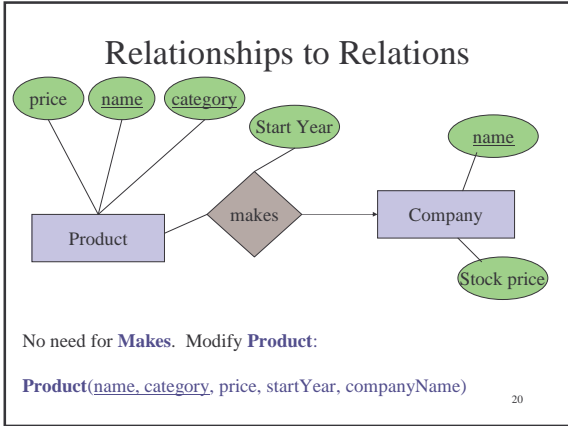 Relationships to Relations
price
name
category
Start Year
name
makes
Company
Product
Stock price
No need for Makes. Modify Product:
Product(name, category, price, startYear, companyName)
20